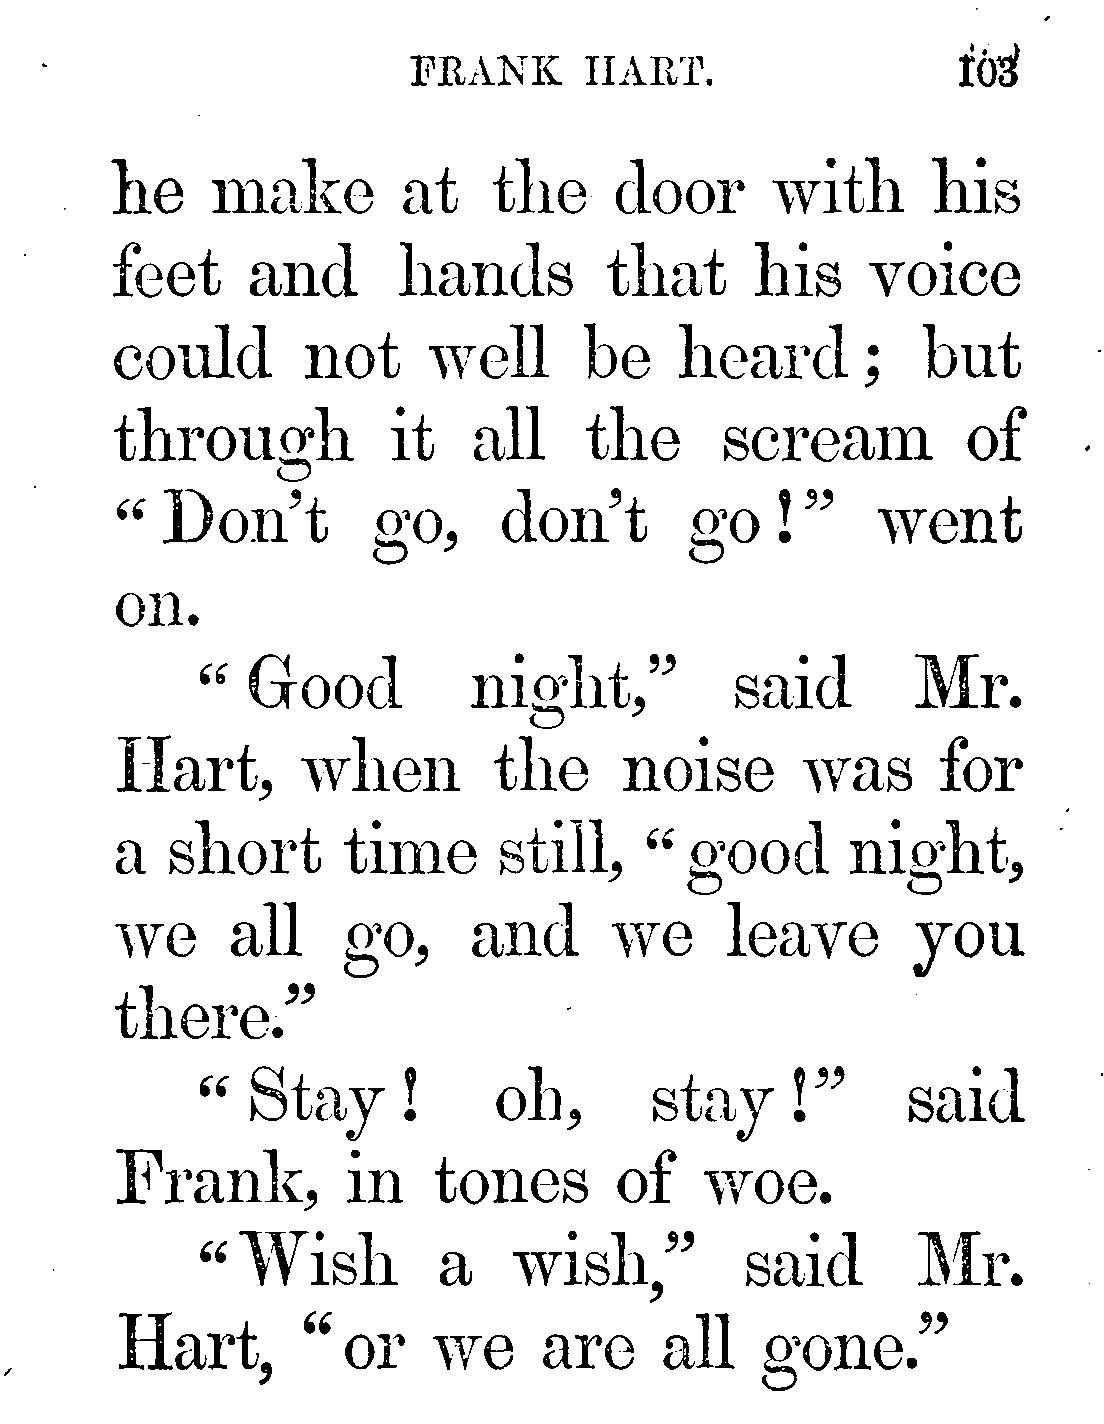 FRANK HART. 103
he make at the door with his
feet and hands that his voice
could not well be heard; but
through it all the scream of
"Don't go, don't go!" went
on.
"Good night," said Mr.
Hart, when the noise was for
a short time still, "good night,
we all go, and we leave you
there."
"Stay! oh, stay!" said
Frank, in tones of woe.
"Wish a wish," said Mr.
Hart, "or we are all gone."